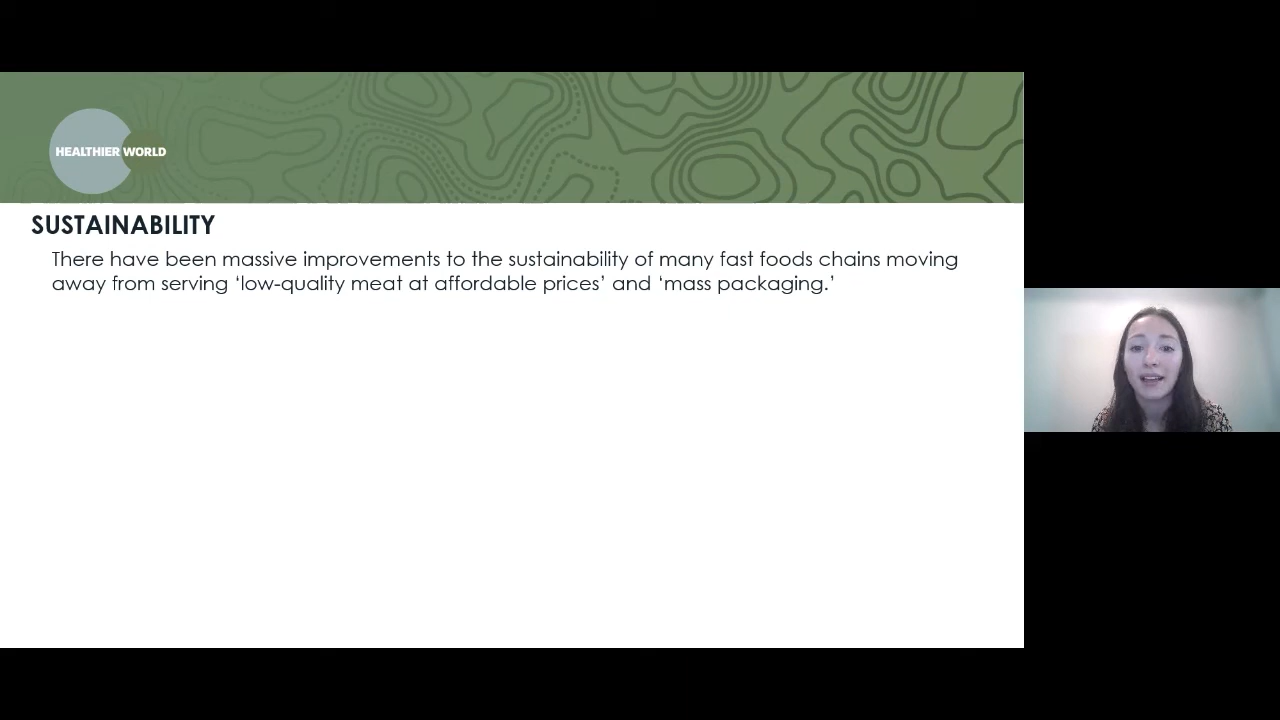 HEALTHIER WORLD
SUSTAINABILITY
There have been massive improvements to the sustainability of many fast foods chains moving
away from serving ‘low-quality meat at affordable prices’ and ‘mass packaging.’